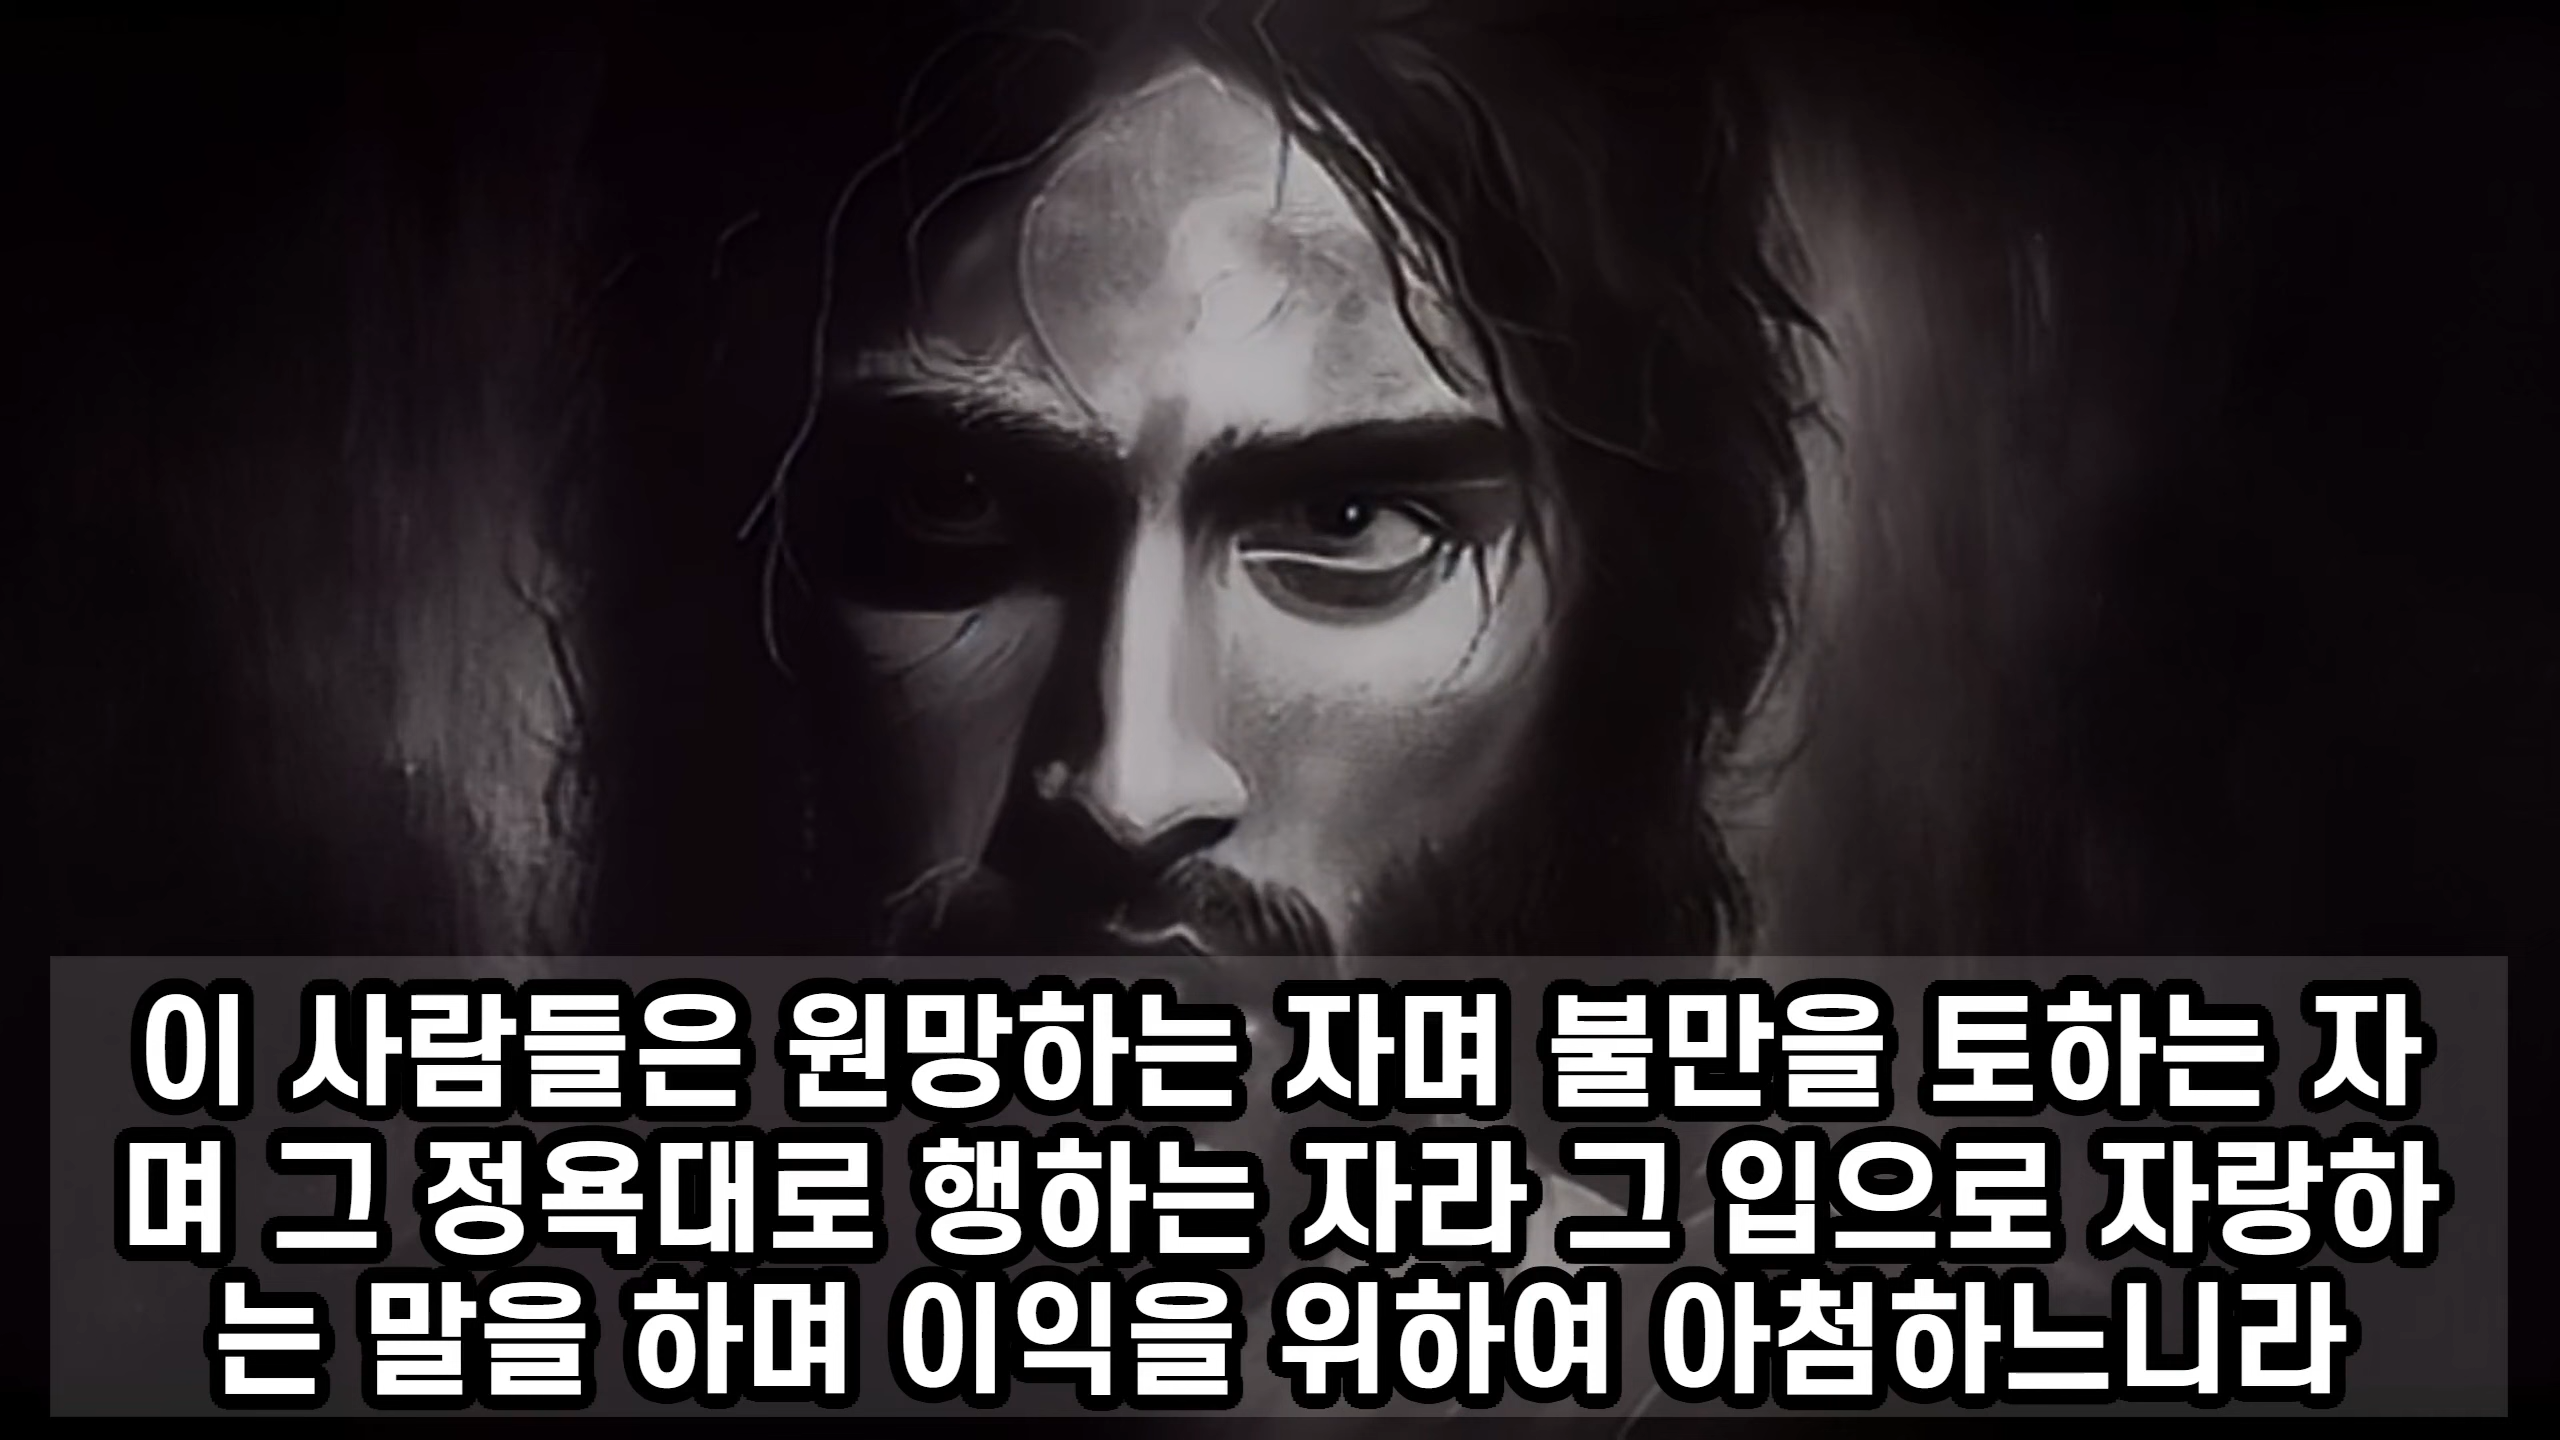 이 사람들은 원망하는 자며 불만을 토하는 자
며 그 정욕대로 행하는 자라 그 입으로 자랑하
는 말을 하며 이익을 위하여 아첨하느니라